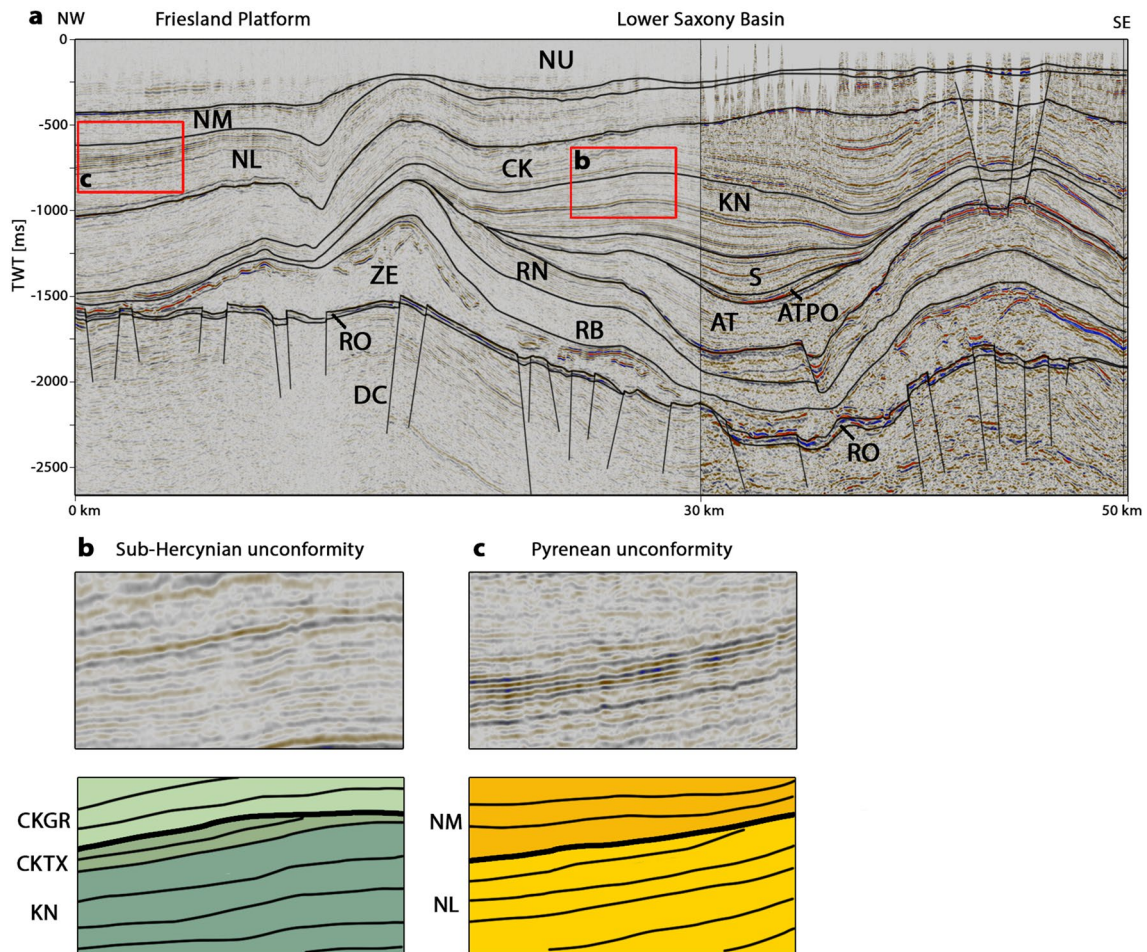 a NW Friesland Platform Lower Saxony Basin SE
0
NU
-500
NM
NL
c
CK
b
KN
-1000
TWT [ms]
ZE
RN
S
-1500
ATPO
AT
RB
RO
-2000
DC
RO
-2500
0 km 30 km 50 km
b Sub-Hercynian unconformity
c Pyrenean unconformity
CKGR
CKTX
KN
NM
NL